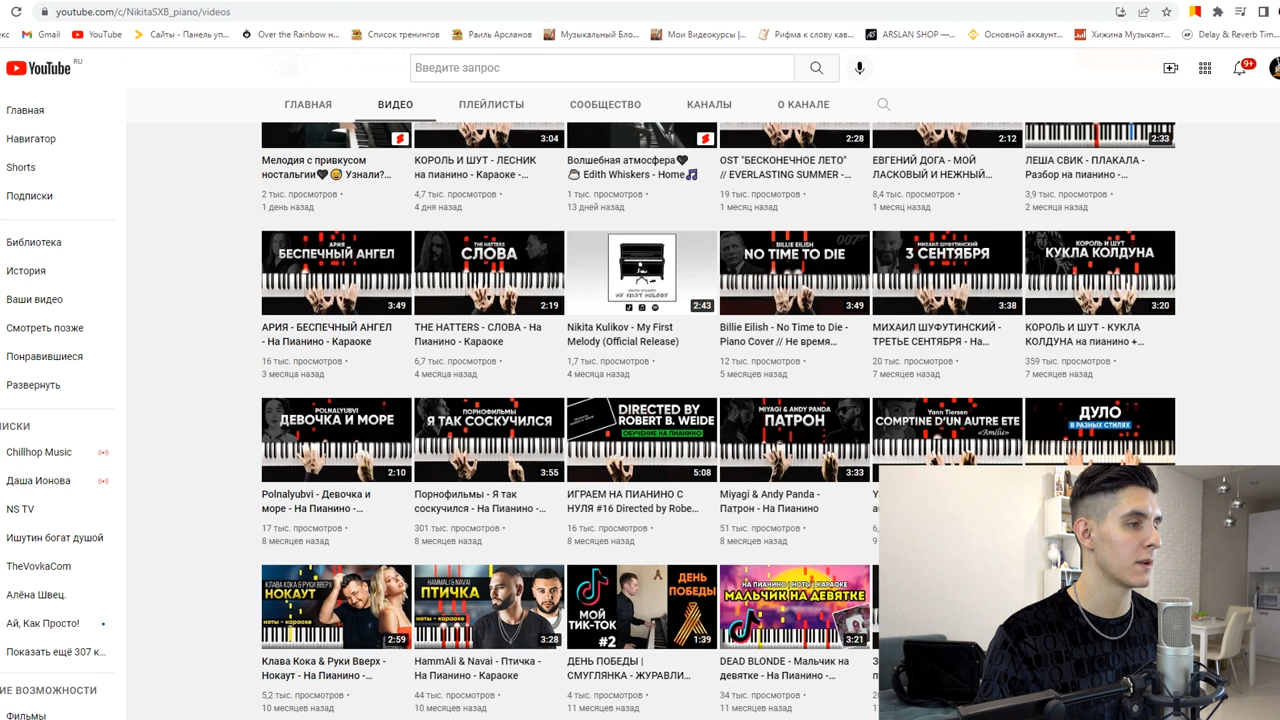 youtube.com/c/NikitaSXB_piano/videos
Gmail
YouTube
Сайты - Панель уп...
Over the Rainbow н...
Список тренингов
Раиль Арсланов
Музыкальный Бло...
Мои Видеокурсы|...
Рифма к слову кав...
ARSLAN SHOP —...
Основной аккаунт...
Хижина Музыкант...
Delay & Reverb Tim...
YouTube RU
Введите запрос
9+
ГЛАВНАЯ
ВИДЕО
ПЛЕЙЛИСТЫ
СООБЩЕСТВО
КАНАЛЫ
О КАНАЛЕ
Главная
Навигатор
Shorts
Подписки
Библиотека
История
Ваши видео
Смотреть позже
Понравившиеся
Развернуть
ИСКИ
Chillhop Music
Даша Ионова
NS TV
Ишутин богат душой
TheVovkaCom
Алёна Швец.
Ай, Как Просто!
Показать ещё 307 к...
ИЕ ВОЗМОЖНОСТИ
Фильмы
Мелодия с привкусом
ностальгии🖤😅 Узнали?...
2 тыс. просмотров •
1 день назад
3:04
КОРОЛЬ И ШУТ - ЛЕСНИК
на пианино - Караоке -...
4,7 тыс. просмотров •
4 дня назад
Волшебная атмосфера🖤
☕ Edith Whiskers - Home🎵
1 тыс. просмотров •
13 дней назад
2:28
OST "БЕСКОНЕЧНОЕ ЛЕТО"
// EVERLASTING SUMMER -...
19 тыс. просмотров •
1 месяц назад
2:12
ЕВГЕНИЙ ДОГА - МОЙ
ЛАСКОВЫЙ И НЕЖНЫЙ...
8,4 тыс. просмотров •
1 месяц назад
2:33
ЛЕША СВИК - ПЛАКАЛА -
Разбор на пианино -...
3,9 тыс. просмотров •
2 месяца назад
АРИЯ
БЕСПЕЧНЫЙ АНГЕЛ
3:49
АРИЯ - БЕСПЕЧНЫЙ АНГЕЛ
- На Пианино - Караоке
16 тыс. просмотров •
3 месяца назад
THE HATTERS
СЛОВА
2:19
THE HATTERS - СЛОВА - На
Пианино - Караоке
6,7 тыс. просмотров •
4 месяца назад
MY FIRST MELODY
2:43
Nikita Kulikov - My First
Melody (Official Release)
1,7 тыс. просмотров •
4 месяца назад
BILLIE EILISH
007
NO TIME TO DIE
3:49
Billie Eilish - No Time to Die -
Piano Cover // Не время...
12 тыс. просмотров •
5 месяцев назад
МИХАИЛ ШУФУТИНСКИЙ
3 СЕНТЯБРЯ
3:38
МИХАИЛ ШУФУТИНСКИЙ -
ТРЕТЬЕ СЕНТЯБРЯ - На...
20 тыс. просмотров •
7 месяцев назад
КОРОЛЬ И ШУТ
КУКЛА КОЛДУНА
3:20
КОРОЛЬ И ШУТ - КУКЛА
КОЛДУНА на пианино +...
359 тыс. просмотров •
7 месяцев назад
POLNALYUBVI
ДЕВОЧКА И МОРЕ
2:10
Polnalyubvi - Девочка и
море - На Пианино -...
17 тыс. просмотров •
8 месяцев назад
ПОРНОФИЛЬМЫ
Я ТАК СОСКУЧИЛСЯ
3:55
Порнофильмы - Я так
соскучился - На Пианино -...
301 тыс. просмотров •
8 месяцев назад
DIRECTED BY
ROBERT B. WEIDE
ОБУЧЕНИЕ НА ПИАНИНО
5:08
ИГРАЕМ НА ПИАНИНО С
НУЛЯ #16 Directed by Robe...
16 тыс. просмотров •
8 месяцев назад
MIYAGI & ANDY PANDA
ПАТРОН
3:33
Miyagi & Andy Panda -
Патрон - На Пианино
51 тыс. просмотров •
8 месяцев назад
Yann Tiersen
COMPTINE D'UN AUTRE ETE
«Amélie»
ДУЛО
В РАЗНЫХ СТИЛЯХ
КЛАВА КОКА & РУКИ ВВЕРХ
НОКАУТ
НОТЫ + КАРАОКЕ
2:59
Клава Кока & Руки Вверх -
Нокаут - На Пианино -...
5,2 тыс. просмотров •
10 месяцев назад
HAMMALI & NAVAI
ПТИЧКА
НОТЫ + КАРАОКЕ
3:28
HammAli & Navai - Птичка -
На Пианино - Караоке
44 тыс. просмотров •
10 месяцев назад
МОЙ
ТИК-ТОК
#2
ДЕНЬ
ПОБЕДЫ
1:39
ДЕНЬ ПОБЕДЫ |
СМУГЛЯНКА - ЖУРАВЛИ...
4 тыс. просмотров •
11 месяцев назад
НА ПИАНИНО | НОТЫ | КАРАОКЕ
МАЛЬЧИК НА ДЕВЯТКЕ
3:21
DEAD BLONDE - Мальчик на
девятке - На Пианино -...
34 тыс. просмотров •
11 месяцев назад